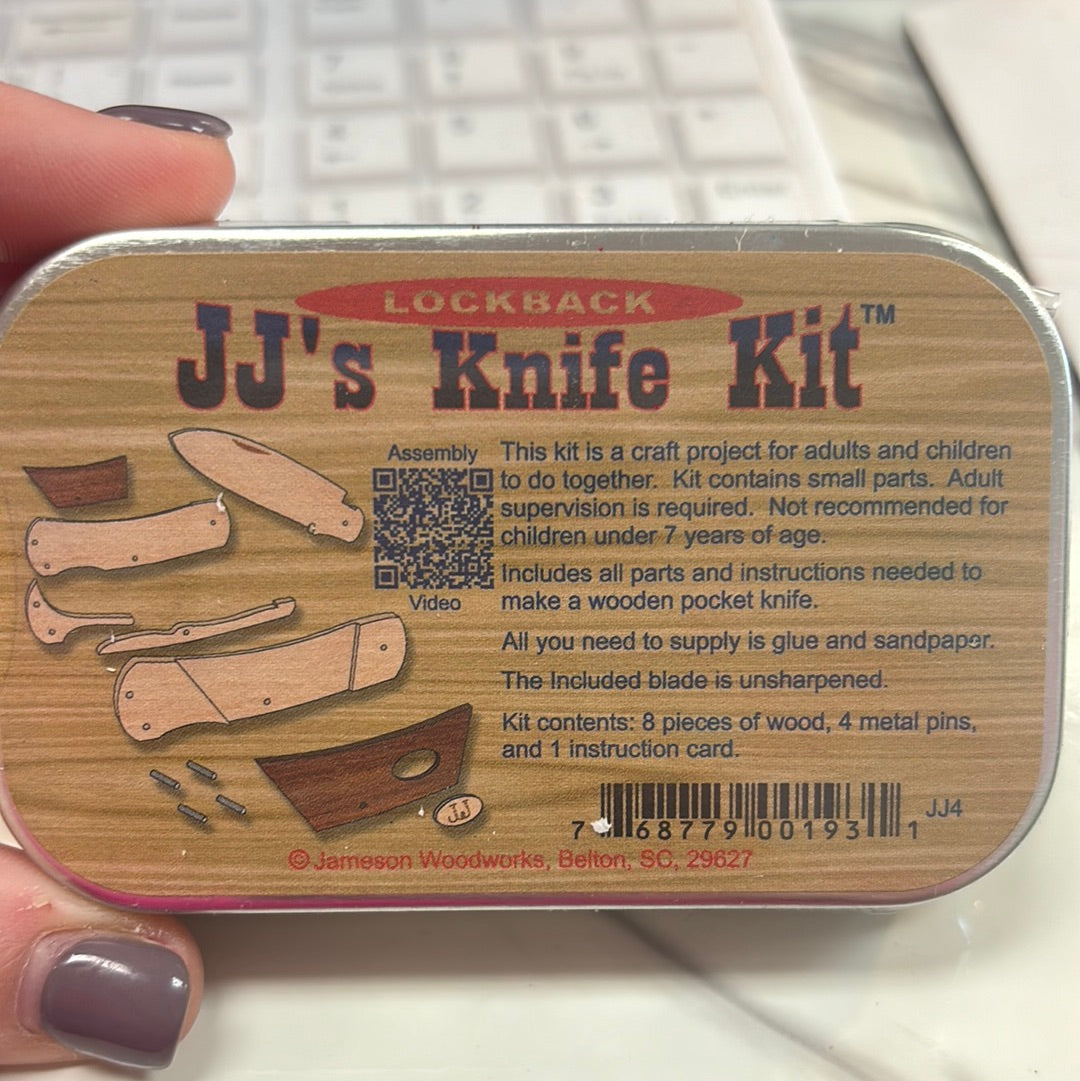 LOCKBACK
JJ's Knife Kit™
Assembly
Video
This kit is a craft project for adults and children
to do together. Kit contains small parts. Adult
supervision is required. Not recommended for
children under 7 years of age.
Includes all parts and instructions needed to
make a wooden pocket knife.
All you need to supply is glue and sandpaper.
The Included blade is unsharpened.
Kit contents: 8 pieces of wood, 4 metal pins,
and 1 instruction card.
JJ
7 68779 00193 1
JJ4
© Jameson Woodworks, Belton, SC, 29627